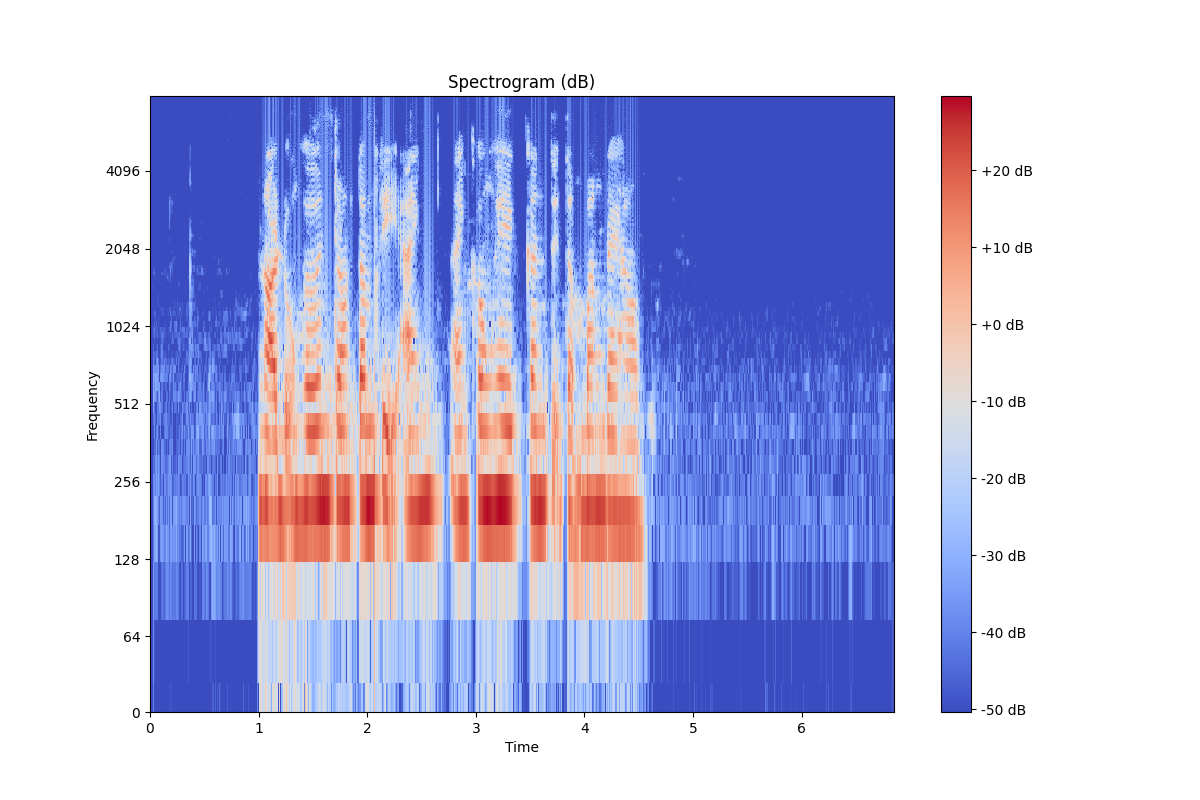 Spectrogram (dB)
4096
2048
1024
512
256
128
64
0
Frequency
0 1 2 3 4 5 6
Time
+20 dB
+10 dB
+0 dB
-10 dB
-20 dB
-30 dB
-40 dB
-50 dB